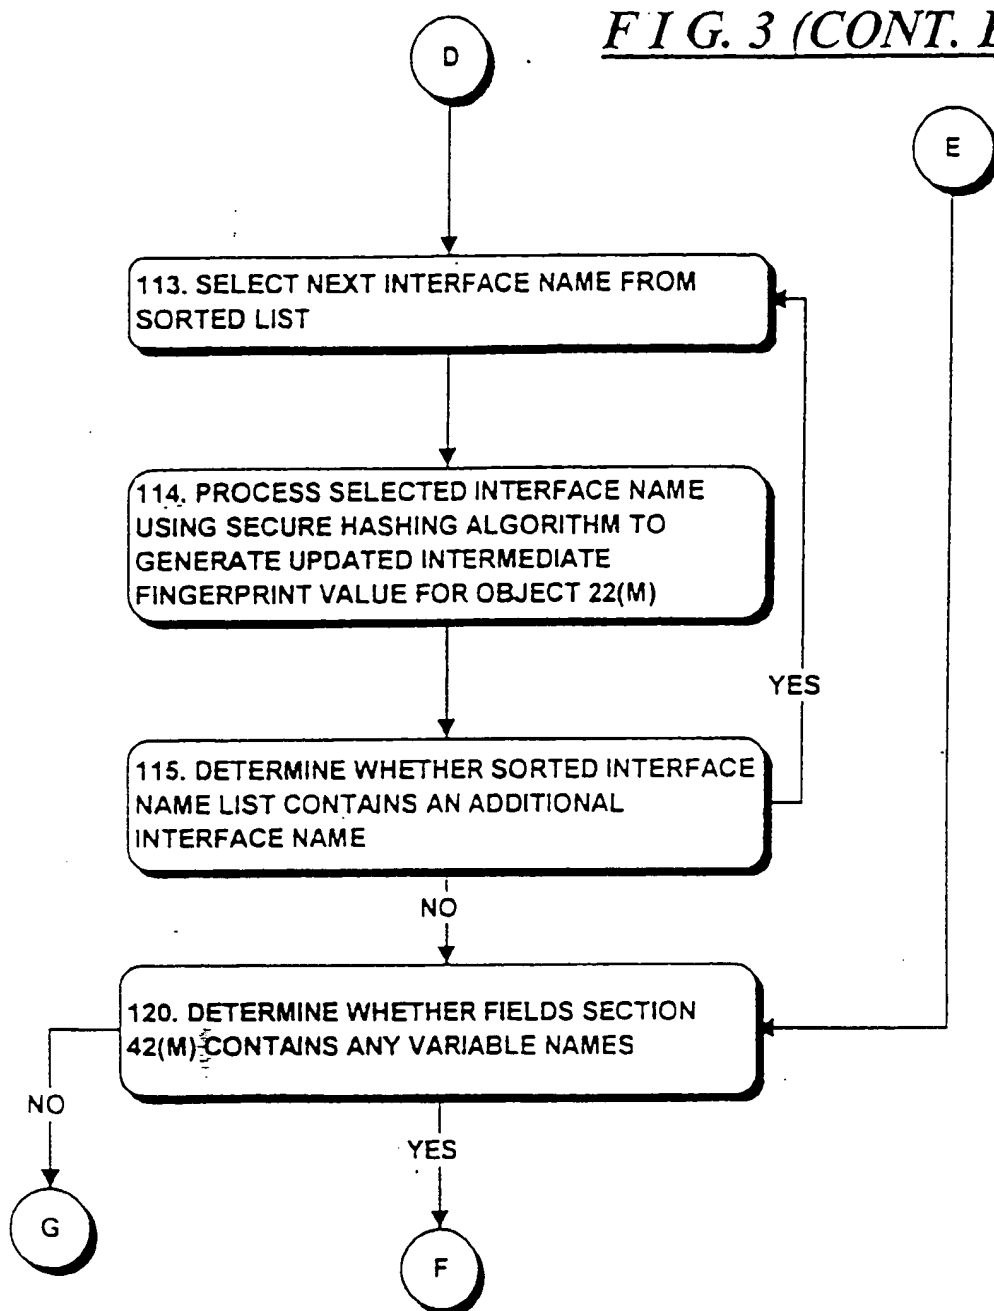 F I G. 3 (CONT. 
D
E
113. SELECT NEXT INTERFACE NAME FROM
SORTED LIST
114. PROCESS SELECTED INTERFACE NAME
USING SECURE HASHING ALGORITHM TO
GENERATE UPDATED INTERMEDIATE
FINGERPRINT VALUE FOR OBJECT 22(M)
YES
115. DETERMINE WHETHER SORTED INTERFACE
NAME LIST CONTAINS AN ADDITIONAL
INTERFACE NAME
NO
120. DETERMINE WHETHER FIELDS SECTION
42(M) CONTAINS ANY VARIABLE NAMES
NO
YES
G
F